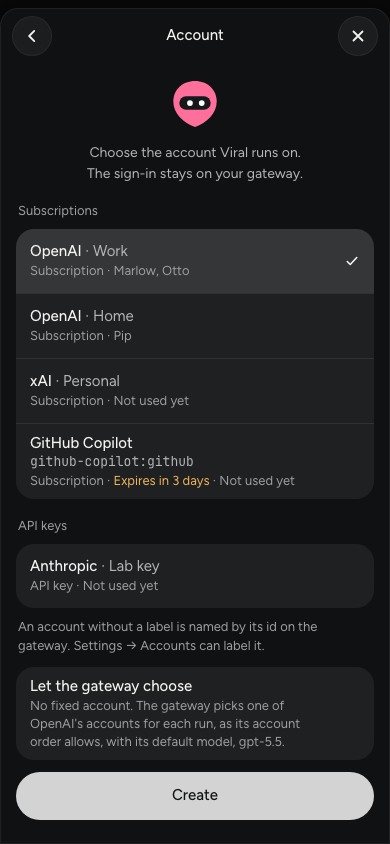 Account
Choose the account Viral runs on.
The sign-in stays on your gateway.
Subscriptions
OpenAI · Work
Subscription · Marlow, Otto
OpenAI · Home
Subscription · Pip
xAI · Personal
Subscription · Not used yet
GitHub Copilot
github-copilot:github
Subscription · Expires in 3 days · Not used yet
API keys
Anthropic · Lab key
API key · Not used yet
An account without a label is named by its id on the
gateway. Settings → Accounts can label it.
Let the gateway choose
No fixed account. The gateway picks one of
OpenAI's accounts for each run, as its account
order allows, with its default model, gpt-5.5.
Create